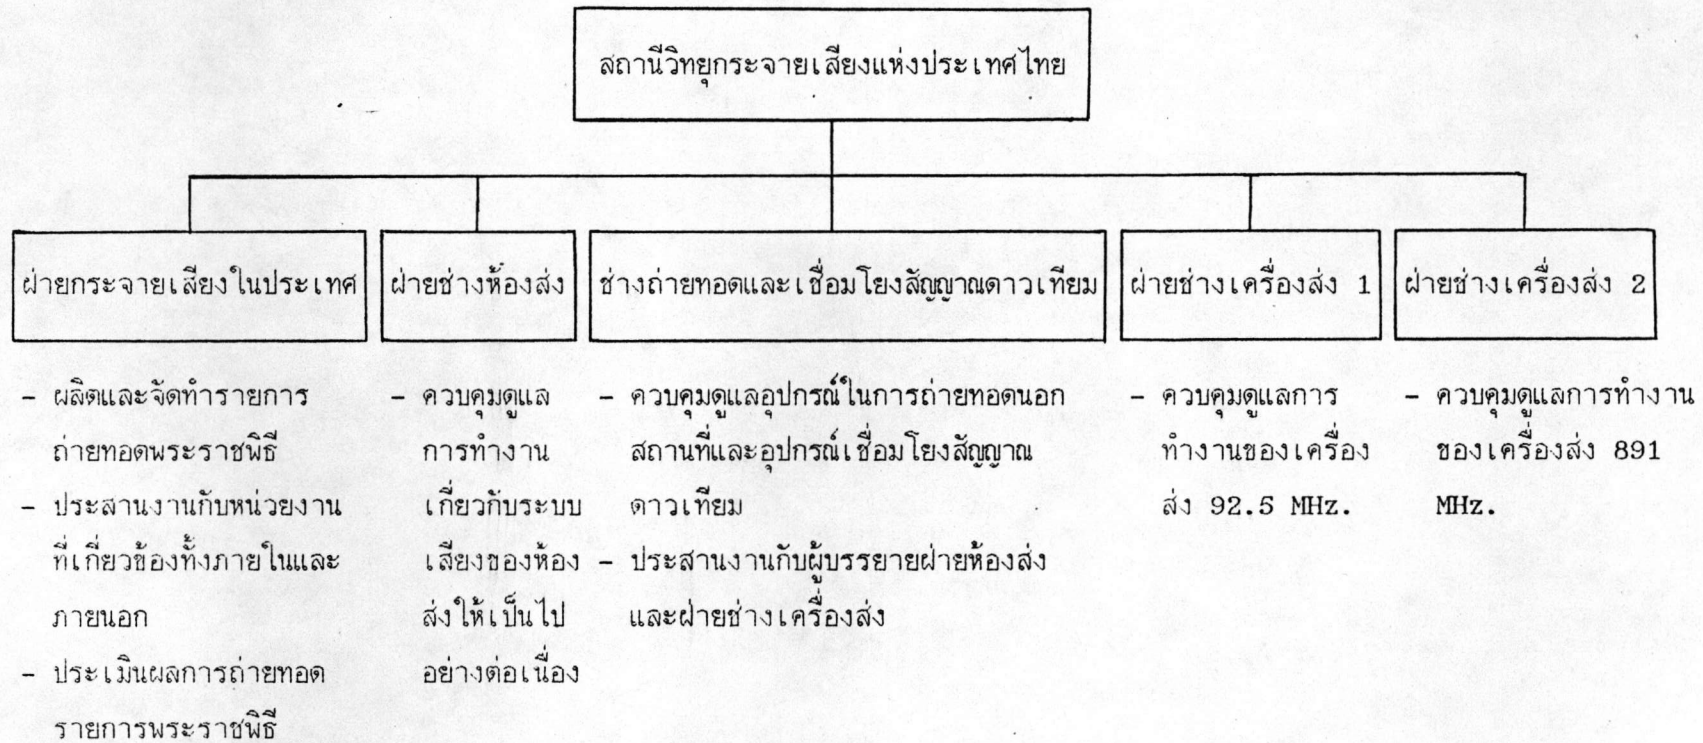 สถานีวิทยุกระจายเสียงแห่งประเทศไทย
ฝ่ายกระจายเสียงในประเทศ
ฝ่ายช่างห้องส่ง
ช่างถ่ายทอดและเชื่อมโยงสัญญาณดาวเทียม
ฝ่ายช่างเครื่องส่ง 1
ฝ่ายช่างเครื่องส่ง 2
- ผลิตและจัดทำรายการ
ถ่ายทอดพระราชพิธี
- ประสานงานกับหน่วยงาน
ที่เกี่ยวข้องทั้งภายในและ
ภายนอก
- ประเมินผลการถ่ายทอด
รายการพระราชพิธี
- ควบคุมดูแล
การทำงาน
เกี่ยวกับระบบ
เสียงของห้อง
ส่งให้เป็นไป
อย่างต่อเนื่อง
- ควบคุมดูแลอุปกรณ์ในการถ่ายทอดนอก
สถานที่และอุปกรณ์เชื่อมโยงสัญญาณ
ดาวเทียม
- ประสานงานกับผู้บรรยายฝ่ายห้องส่ง
และฝ่ายช่างเครื่องส่ง
- ควบคุมดูแลการ
ทำงานของเครื่อง
ส่ง 92.5 MHz.
- ควบคุมดูแลการทำงาน
ของเครื่องส่ง 891
MHz.